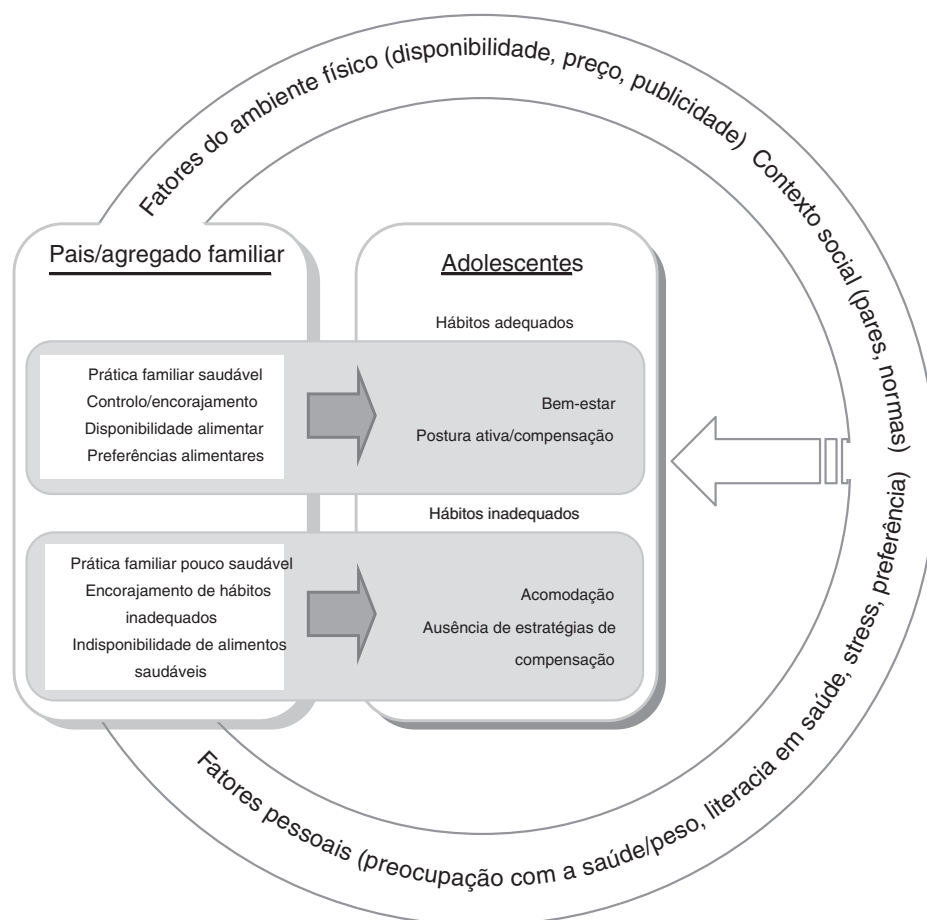 Fatores do ambiente físico (disponibilidade, preço, publicidade)
Contexto social (pares, normas)
Fatores pessoais (preocupação com a saúde/peso, literacia em saúde, stress, preferência)
Pais/agregado familiar
Prática familiar saudável
Controlo/encorajamento
Disponibilidade alimentar
Preferências alimentares
Prática familiar pouco saudável
Encorajamento de hábitos
inadequados
Indisponibilidade de alimentos
saudáveis
Adolescentes
Hábitos adequados
Bem-estar
Postura ativa/compensação
Hábitos inadequados
Acomodação
Ausência de estratégias de
compensação